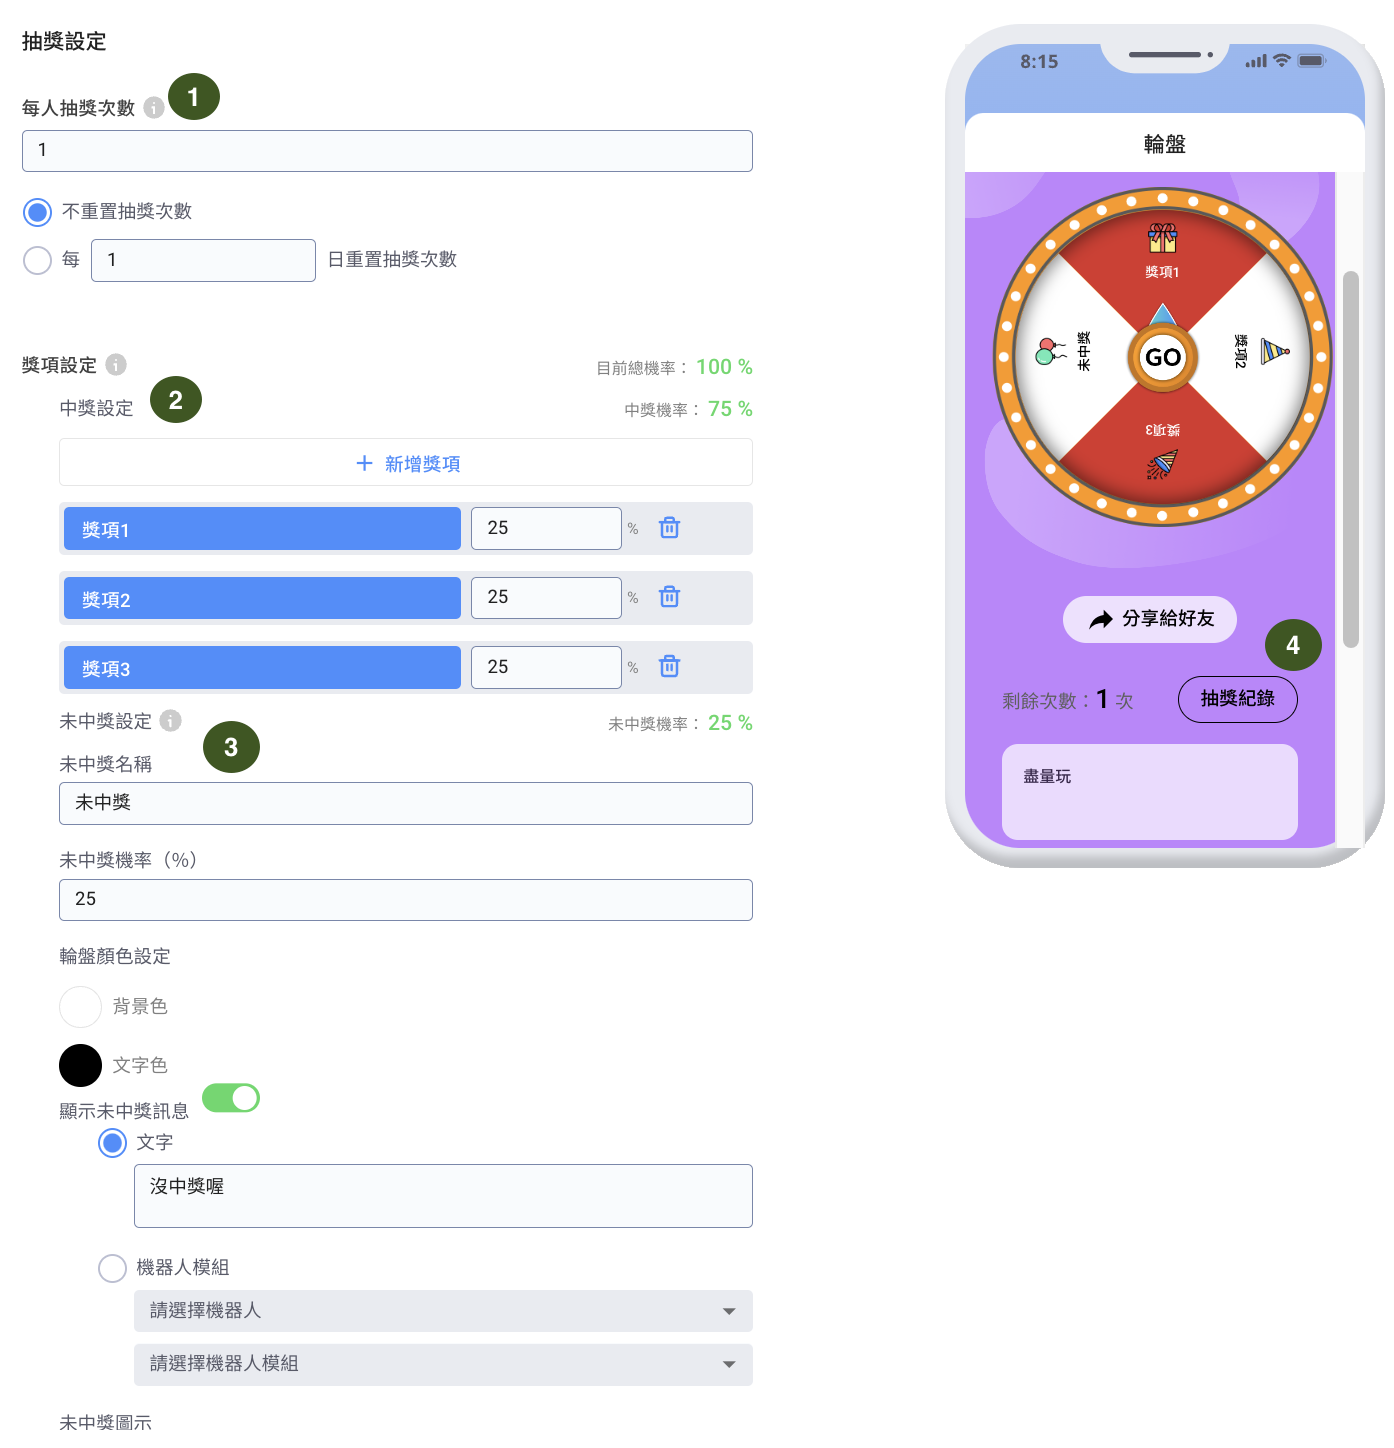 抽獎設定
每人抽獎次數 i 1
1
不重置抽獎次數
每 1 日重置抽獎次數
獎項設定 i 目前總機率： 100 %
中獎設定 2 中獎機率： 75 %
+ 新增獎項
獎項1 25 %
獎項2 25 %
獎項3 25 %
未中獎設定 i 未中獎機率： 25 %
未中獎名稱 3
未中獎
未中獎機率（%）
25
輪盤顏色設定
背景色
文字色
顯示未中獎訊息
文字
沒中獎喔
機器人模組
請選擇機器人
請選擇機器人模組
未中獎圖示
8:15
輪盤
獎項1
未中獎
GO
獎項2
獎項3
分享給好友
4
剩餘次數：1 次
抽獎紀錄
盡量玩